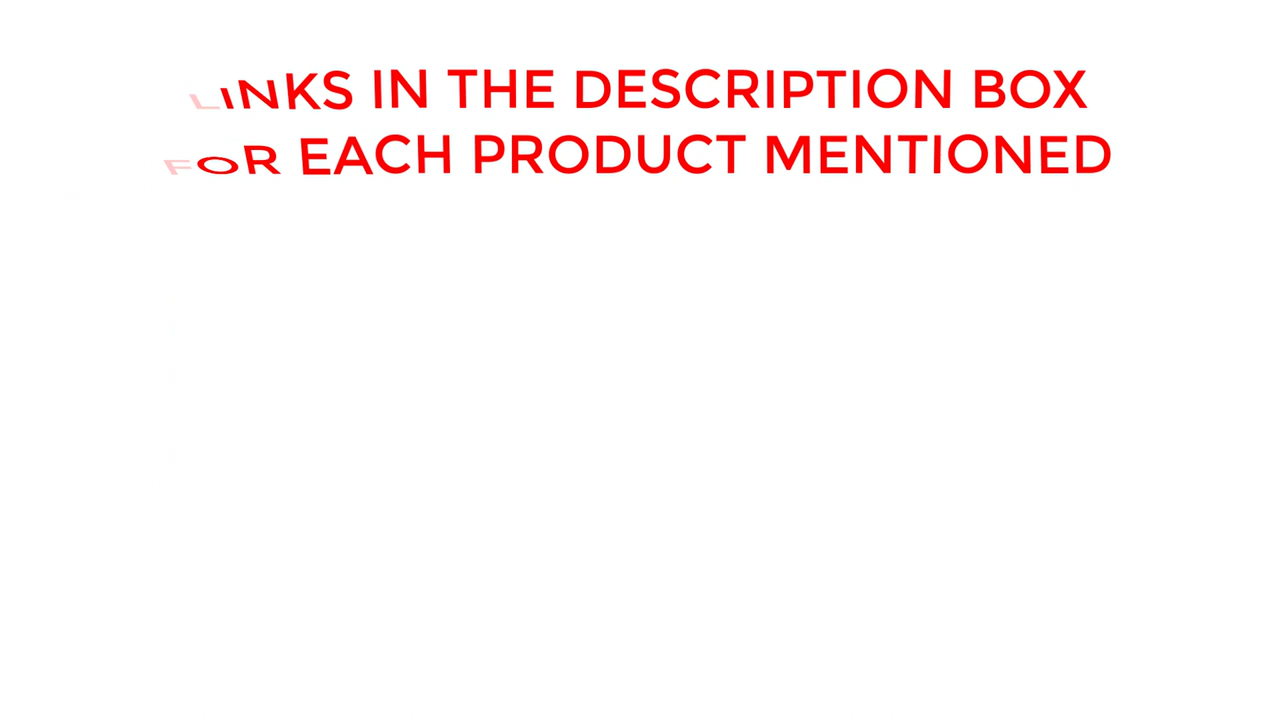 LINKS IN THE DESCRIPTION BOX
FOR EACH PRODUCT MENTIONED